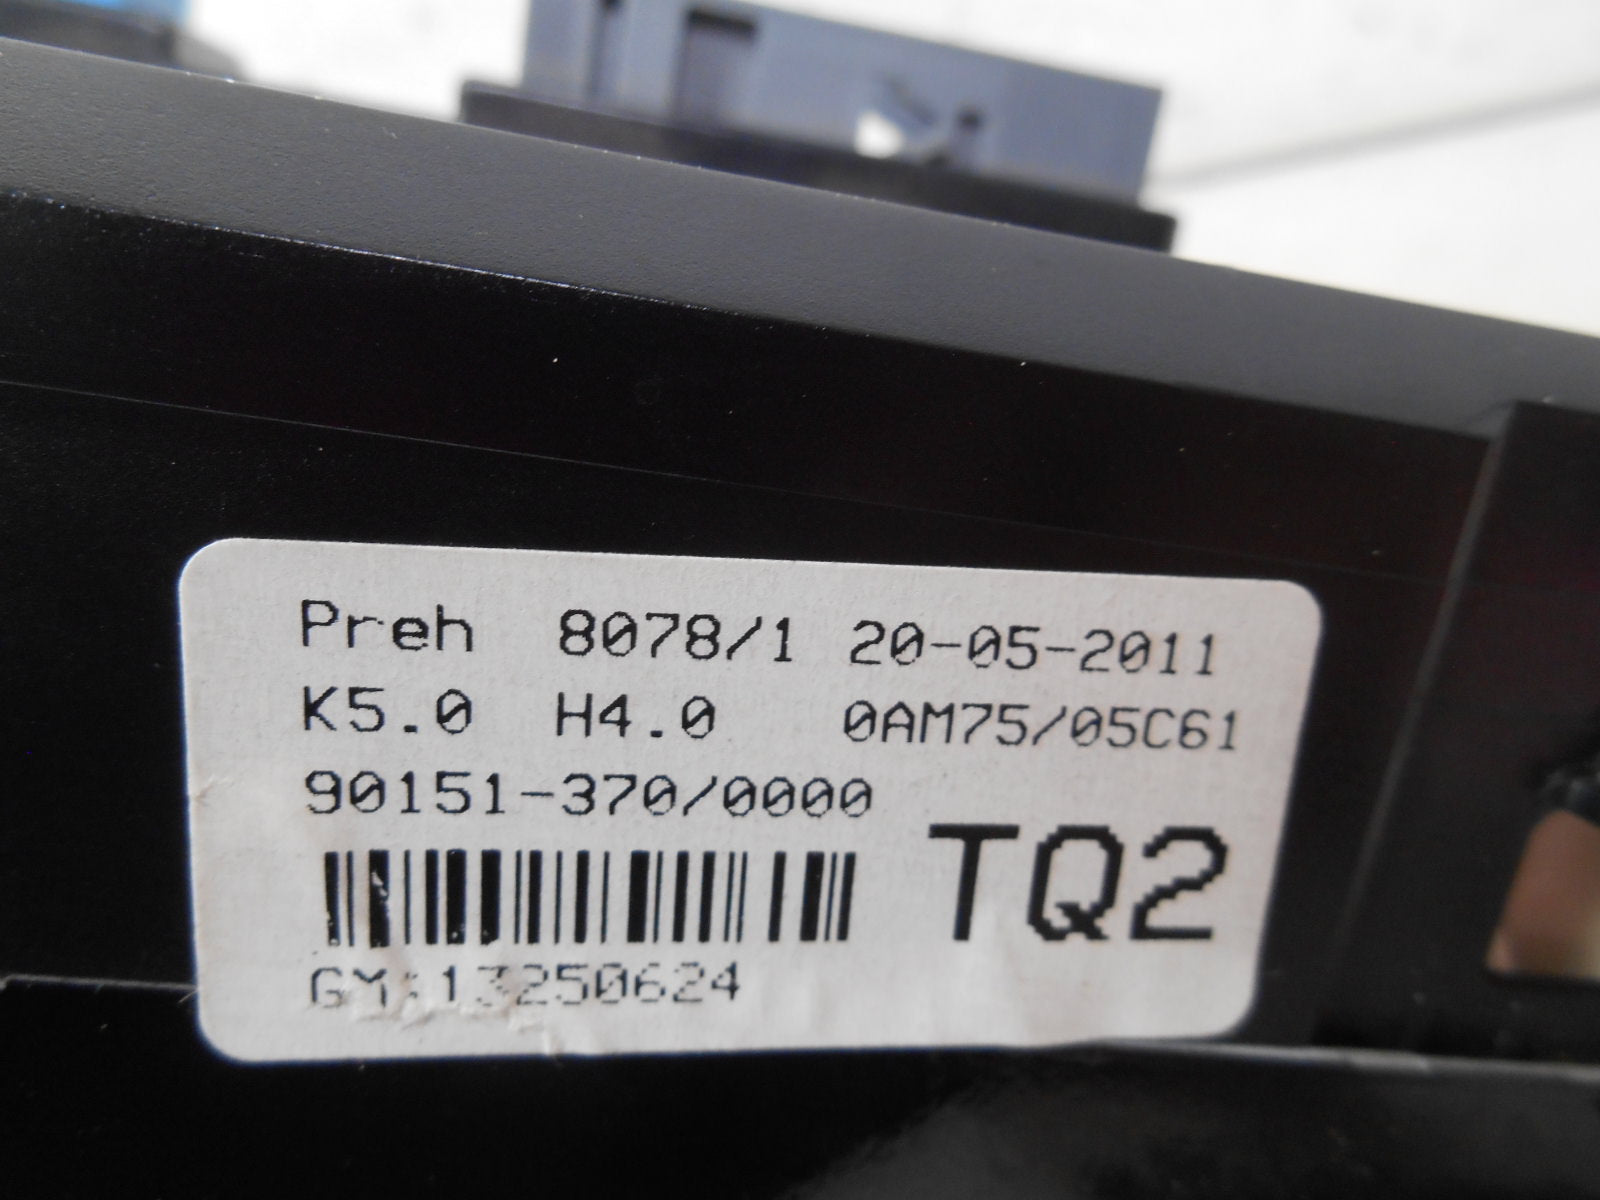 Preh 8078/1 20-05-2011
K5.0 H4.0 0AM75/05C61
90151-370/0000
TQ2
GM:13250624